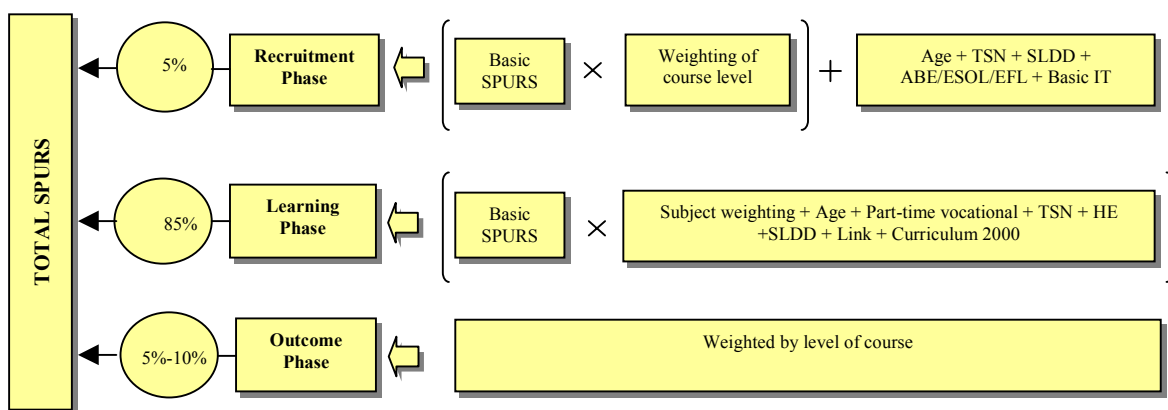 TOTAL SPURS
5%
Recruitment
Phase
Basic
SPURS
×
Weighting of
course level
+
Age + TSN + SLDD +
ABE/ESOL/EFL + Basic IT
85%
Learning
Phase
Basic
SPURS
×
Subject weighting + Age + Part-time vocational + TSN + HE
+SLDD + Link + Curriculum 2000
5%-10%
Outcome
Phase
Weighted by level of course